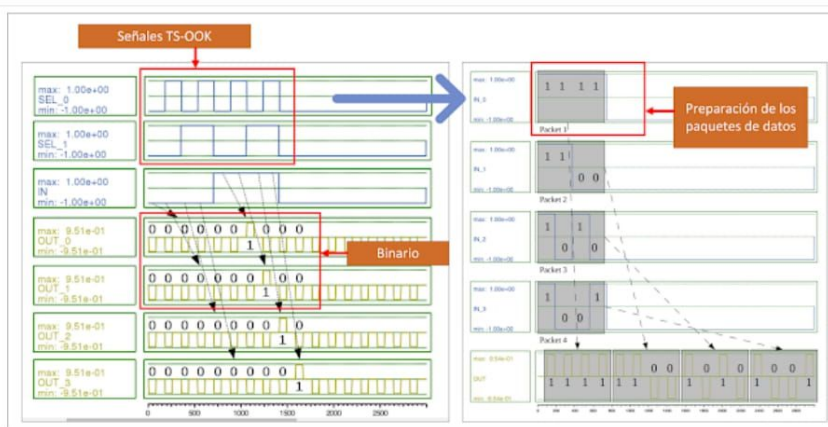 Señales TS-OOK
max: 1.00e+00
SEL_0
min: -1.00e+00
max: 1.00e+00
SEL_1
min: -1.00e+00
max: 1.00e+00
IN
min: -1.00e+00
max: 9.51e-01
OUT_0
min: -9.51e-01
0 0 0 0 0 0 0 0 0
1
Binario
max: 9.51e-01
OUT_1
min: -9.51e-01
0 0 0 0 0 0 0 0 0
1
max: 9.51e-01
OUT_2
min: -9.51e-01
0 0 0 0 0 0 0 0 0
1
max: 9.51e-01
OUT_3
min: -9.51e-01
0 0 0 0 0 0 0 0 0
1
0 500 1000 1500 2000 2500
max: 1.00e+00
IN_0
min: -1.00e+00
1 1 1 1
Packet 1
Preparación de los
paquetes de datos
max: 1.00e+00
IN_1
min: -1.00e+00
1 1
0 0
Packet 2
max: 1.00e+00
IN_2
min: -1.00e+00
1 1
0 0
Packet 3
max: 1.00e+00
IN_3
min: -1.00e+00
1 1
0 0
Packet 4
OUT
0 0 0 0 0 0
1 1 1 1 1 1 1 1 1 1